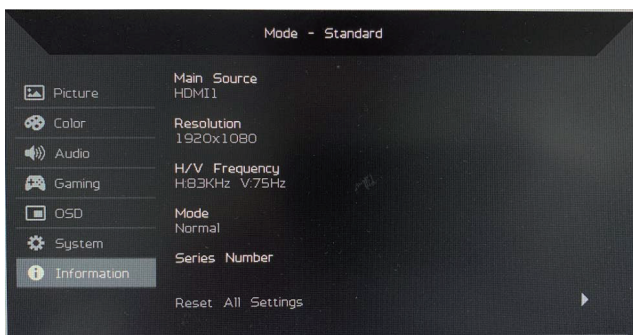 Mode - Standard
Picture
Color
Audio
Gaming
OSD
System
Information
Main Source
HDMI1
Resolution
1920x1080
H/V Frequency
H:83KHz V:75Hz
Mode
Normal
Series Number
Reset All Settings